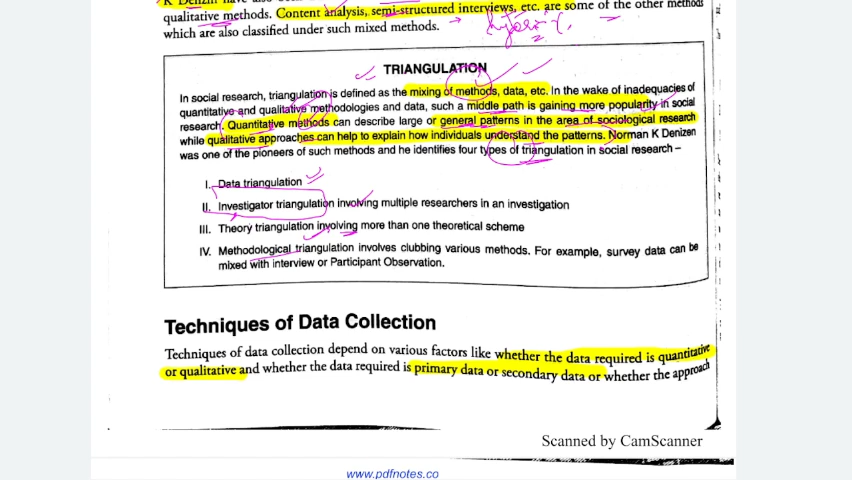 K Denzin have also been
qualitative methods. Content analysis, semi-structured interviews, etc. are some of the other methods
which are also classified under such mixed methods.
TRIANGULATION
In social research, triangulation is defined as the mixing of methods, data, etc. In the wake of inadequacies of
quantitative and qualitative methodologies and data, such a middle path is gaining more popularity in social
research. Quantitative methods can describe large or general patterns in the area of sociological research
while qualitative approaches can help to explain how individuals understand the patterns. Norman K Denizen
was one of the pioneers of such methods and he identifies four types of triangulation in social research –
I. Data triangulation
II. Investigator triangulation involving multiple researchers in an investigation
III. Theory triangulation involving more than one theoretical scheme
IV. Methodological triangulation involves clubbing various methods. For example, survey data can be
mixed with interview or Participant Observation.
Techniques of Data Collection
Techniques of data collection depend on various factors like whether the data required is quantitative
or qualitative and whether the data required is primary data or secondary data or whether the approach
Scanned by CamScanner
www.pdfnotes.co